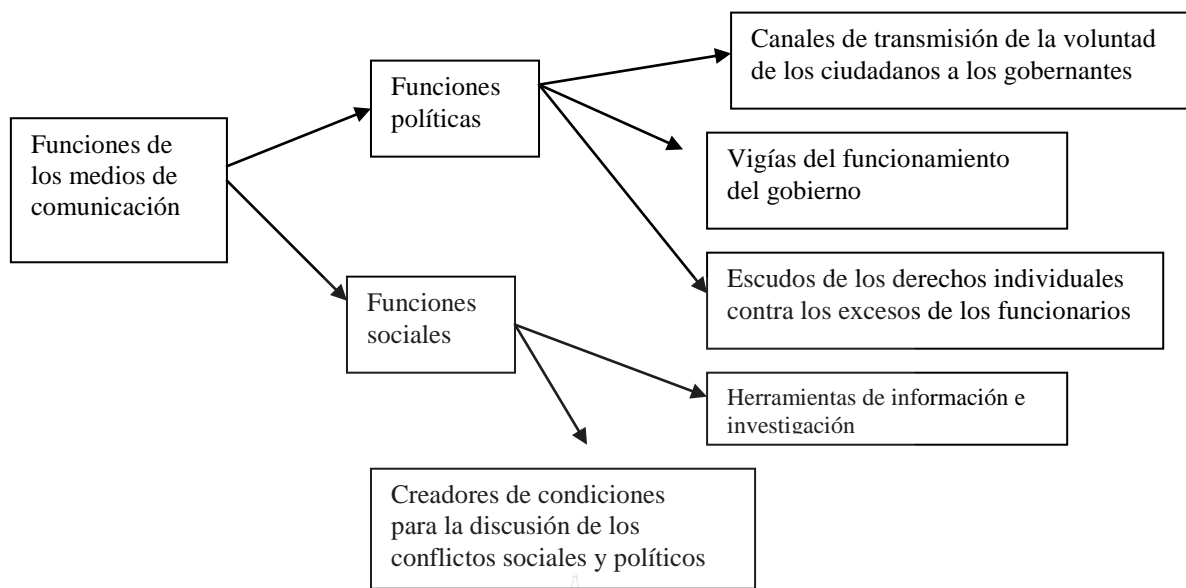 Funciones de
los medios de
comunicación
Funciones
políticas
Canales de transmisión de la voluntad
de los ciudadanos a los gobernantes
Vigías del funcionamiento
del gobierno
Escudos de los derechos individuales
contra los excesos de los funcionarios
Funciones
sociales
Herramientas de información e
investigación
Creadores de condiciones
para la discusión de los
conflictos sociales y políticos